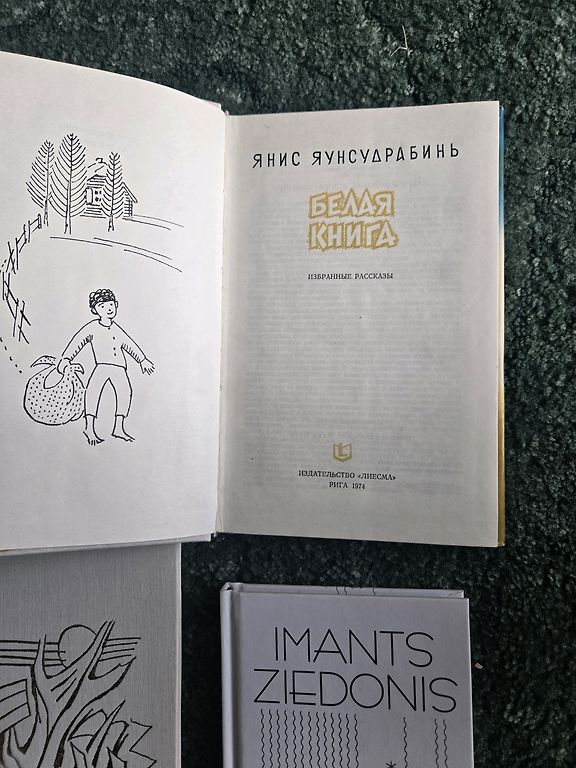 ЯНИС ЯУНСУДРАБИНЬ
БЕЛАЯ
КНИГА
ИЗБРАННЫЕ РАССКАЗЫ
ИЗДАТЕЛЬСТВО «ЛИЕСМА»
РИГА 1974
IMANTS
ZIEDONIS